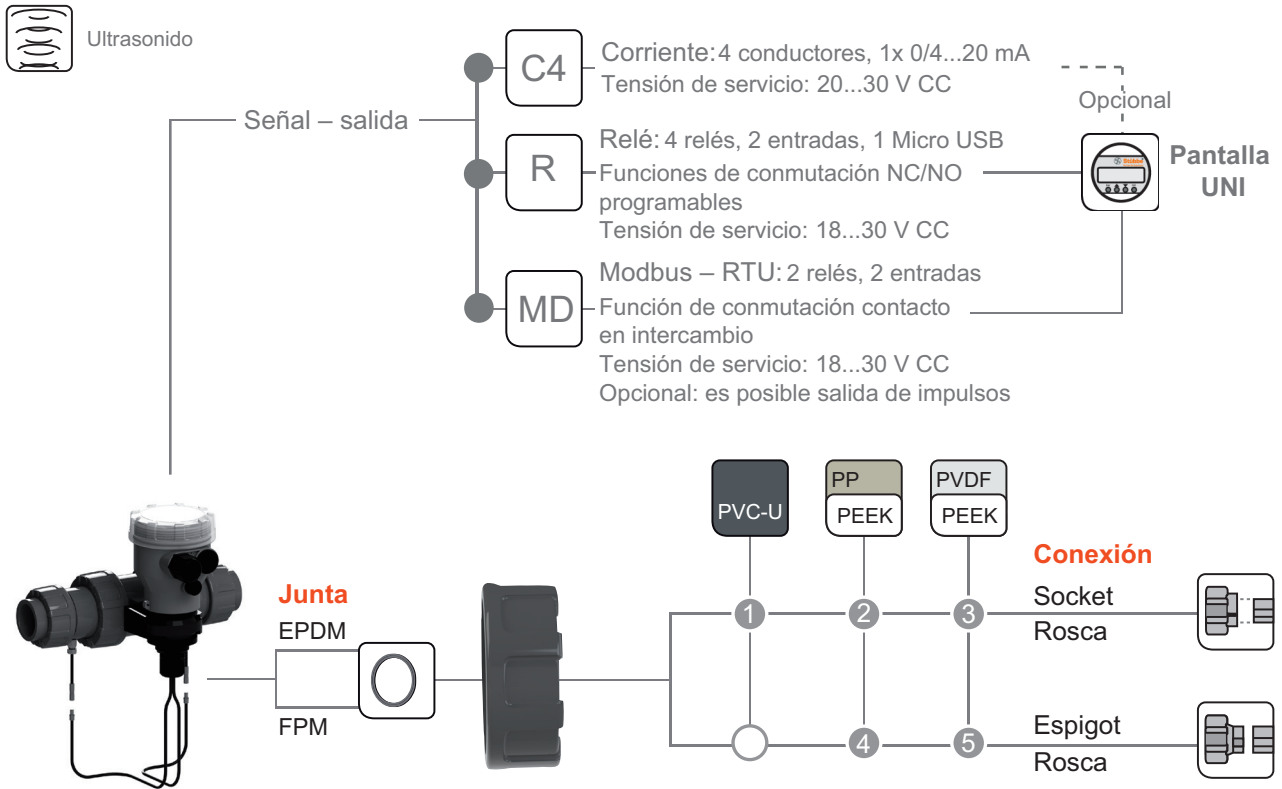 Ultrasonido
Señal – salida
C4
Corriente: 4 conductores, 1x 0/4...20 mA
Tensión de servicio: 20...30 V CC
Opcional
R
Relé: 4 relés, 2 entradas, 1 Micro USB
Funciones de conmutación NC/NO
programables
Tensión de servicio: 18...30 V CC
Pantalla
UNI
MD
Modbus – RTU: 2 relés, 2 entradas
Función de conmutación contacto
en intercambio
Tensión de servicio: 18...30 V CC
Opcional: es posible salida de impulsos
PVC-U
PP
PEEK
PVDF
PEEK
Junta
EPDM
FPM
Conexión
1
2
3
Socket
Rosca
4
5
Espigot
Rosca